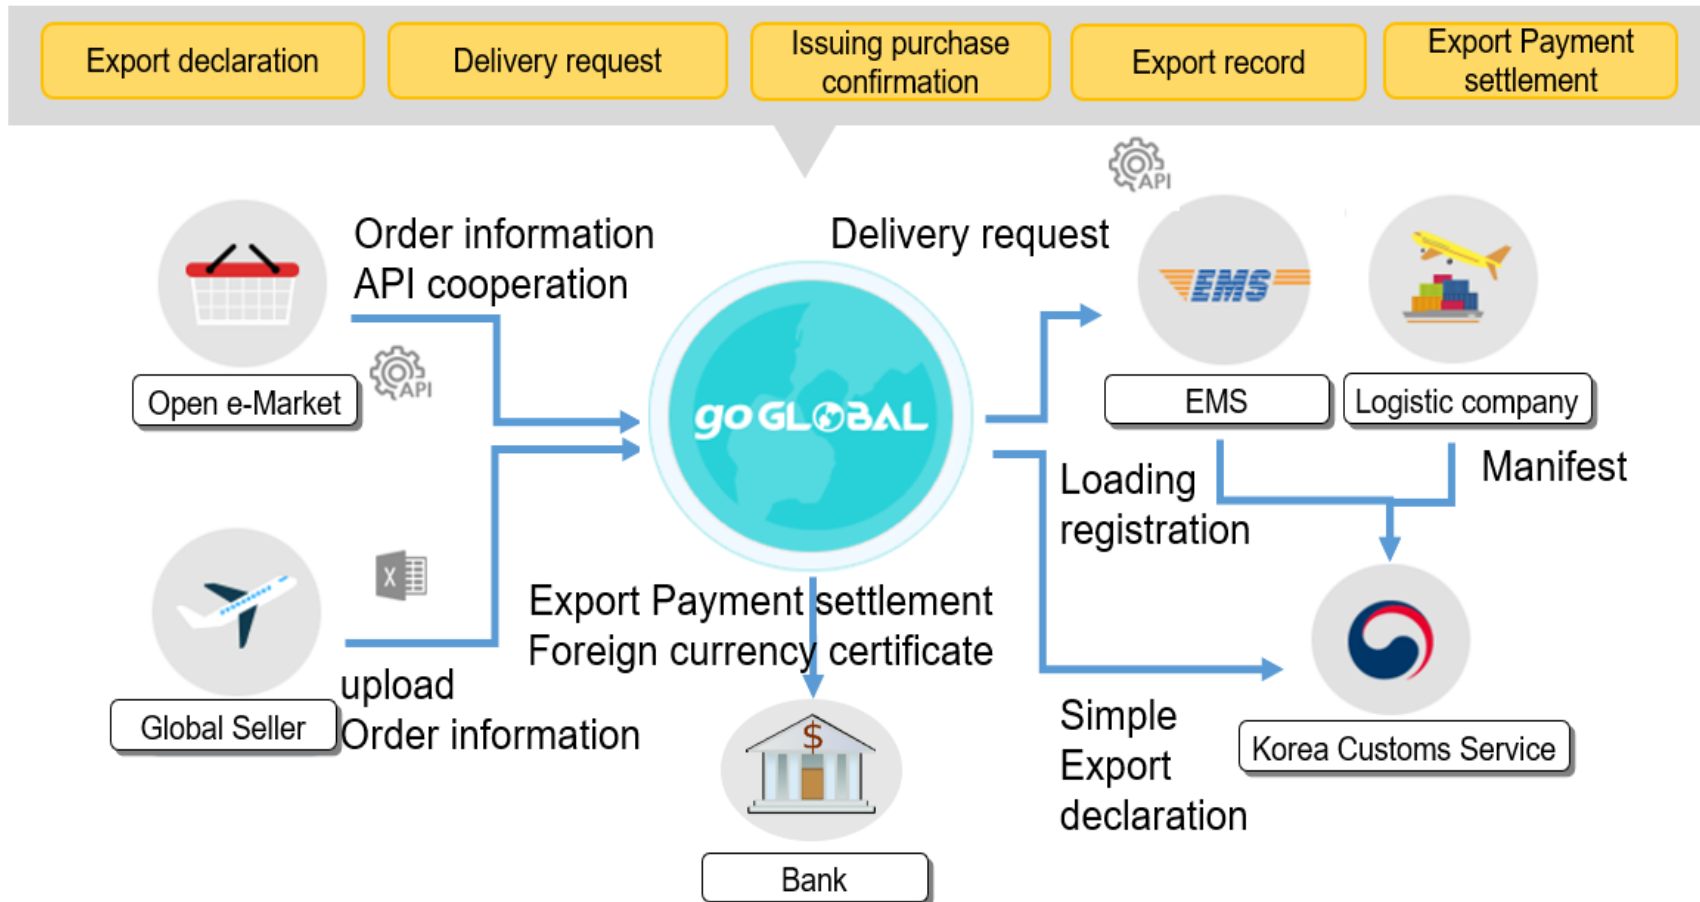 Export declaration
Delivery request
Issuing purchase
confirmation
Export record
Export Payment
settlement
API
Order information
API cooperation
Delivery request
EMS
API
Open e-Market
go GLOBAL
EMS
Logistic company
Loading
registration
Manifest
X
Export Payment settlement
Foreign currency certificate
upload
Order information
Global Seller
$
Simple
Export
declaration
Korea Customs Service
Bank